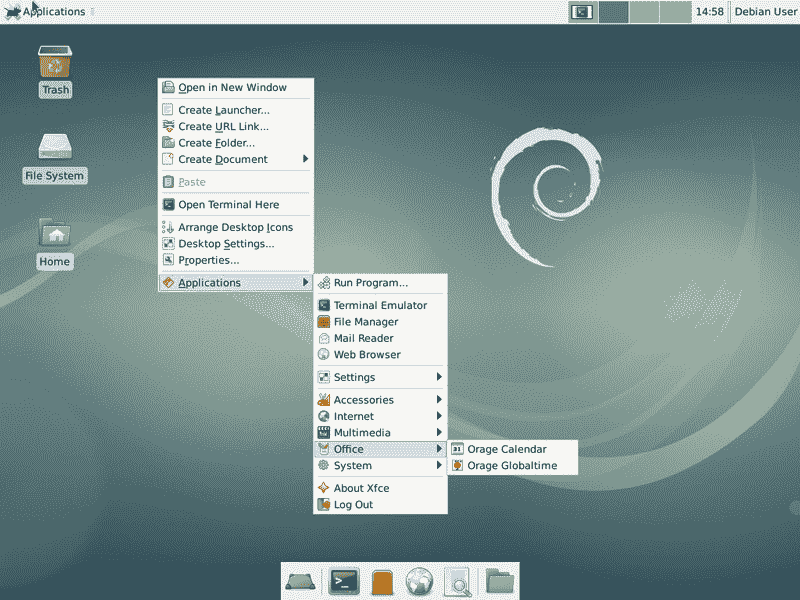 Applications
14:58
Debian User
Trash
File System
Home
Open in New Window
Create Launcher...
Create URL Link...
Create Folder...
Create Document
Paste
Open Terminal Here
Arrange Desktop Icons
Desktop Settings...
Properties...
Applications
Run Program...
Terminal Emulator
File Manager
Mail Reader
Web Browser
Settings
Accessories
Internet
Multimedia
Office
System
About Xfce
Log Out
31 Orage Calendar
Orage Globaltime